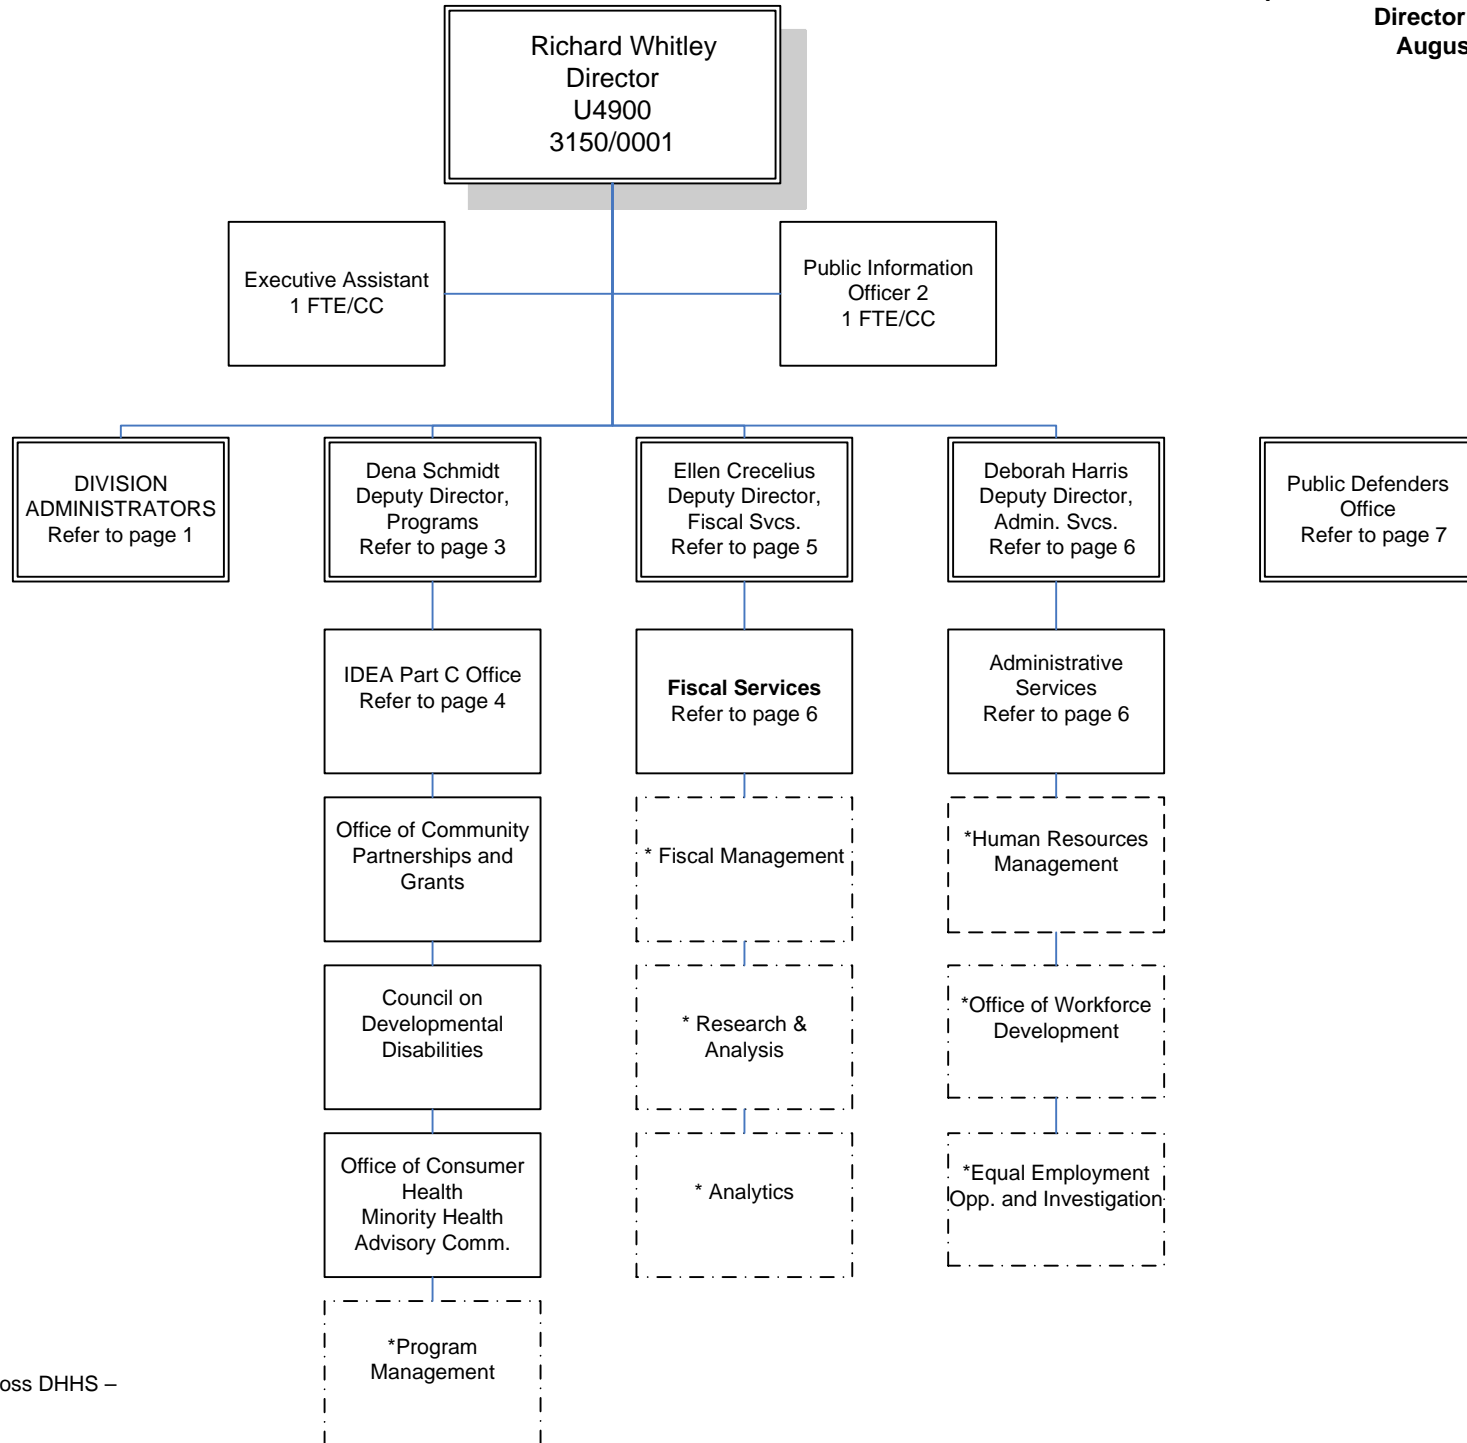 Director
Augus
Richard Whitley
Director
U4900
3150/0001
Executive Assistant
1 FTE/CC
Public Information
Officer 2
1 FTE/CC
DIVISION
ADMINISTRATORS
Refer to page 1
Dena Schmidt
Deputy Director,
Programs
Refer to page 3
Ellen Crecelius
Deputy Director,
Fiscal Svcs.
Refer to page 5
Deborah Harris
Deputy Director,
Admin. Svcs.
Refer to page 6
Public Defenders
Office
Refer to page 7
IDEA Part C Office
Refer to page 4
Fiscal Services
Refer to page 6
Administrative
Services
Refer to page 6
Office of Community
Partnerships and
Grants
* Fiscal Management
*Human Resources
Management
Council on
Developmental
Disabilities
* Research &
Analysis
*Office of Workforce
Development
Office of Consumer
Health
Minority Health
Advisory Comm.
* Analytics
*Equal Employment
Opp. and Investigation
*Program
Management
oss DHHS –